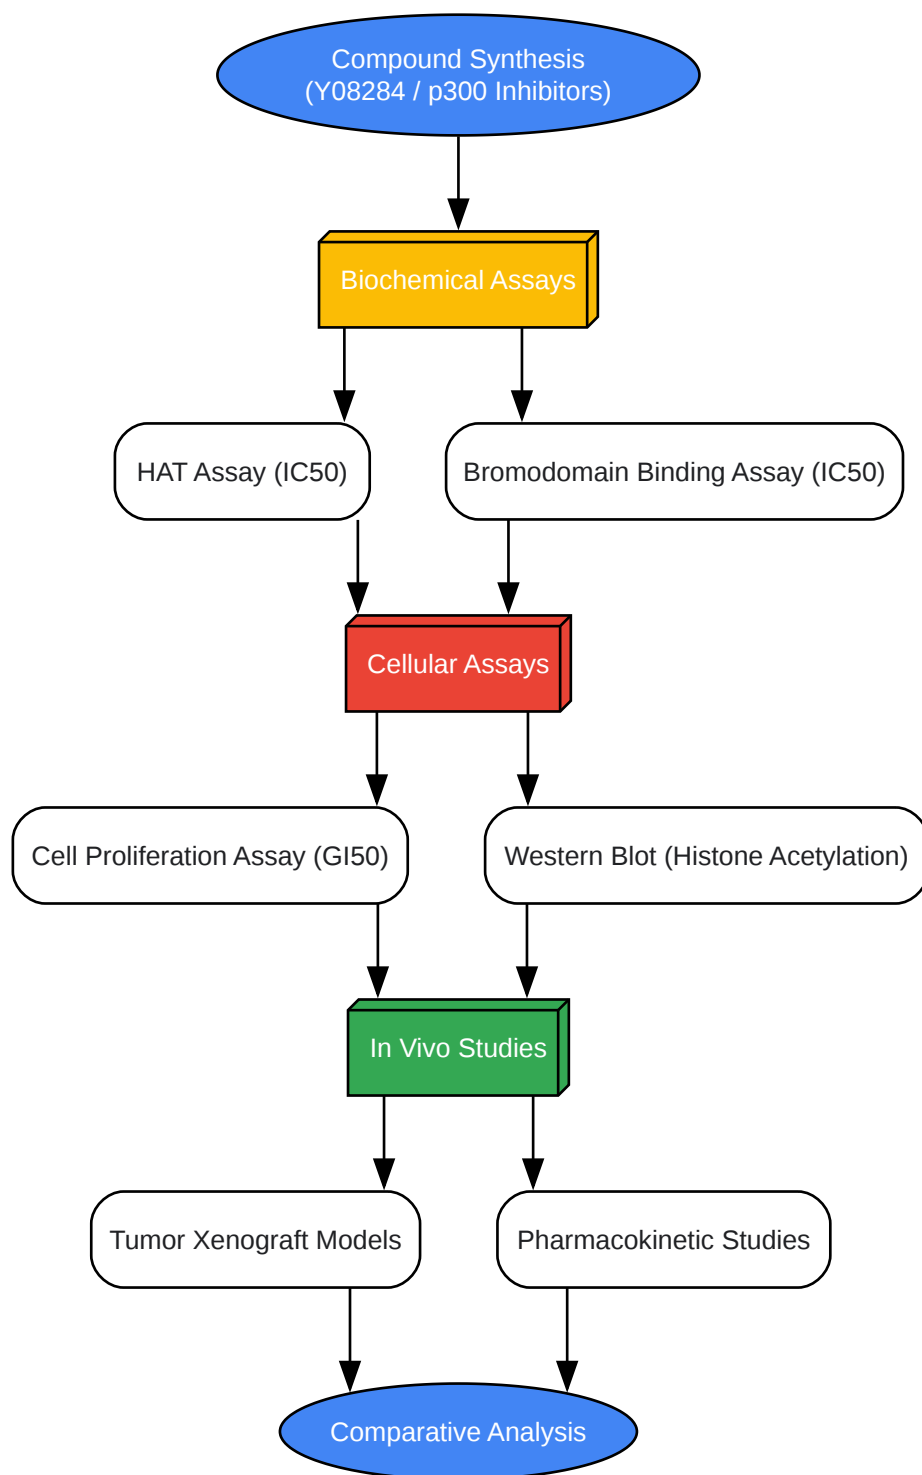 Compound Synthesis
(Y08284 / p300 Inhibitors)
Biochemical Assays
HAT Assay (IC50)
Bromodomain Binding Assay (IC50)
Cellular Assays
Cell Proliferation Assay (GI50)
Western Blot (Histone Acetylation)
In Vivo Studies
Tumor Xenograft Models
Pharmacokinetic Studies
Comparative Analysis